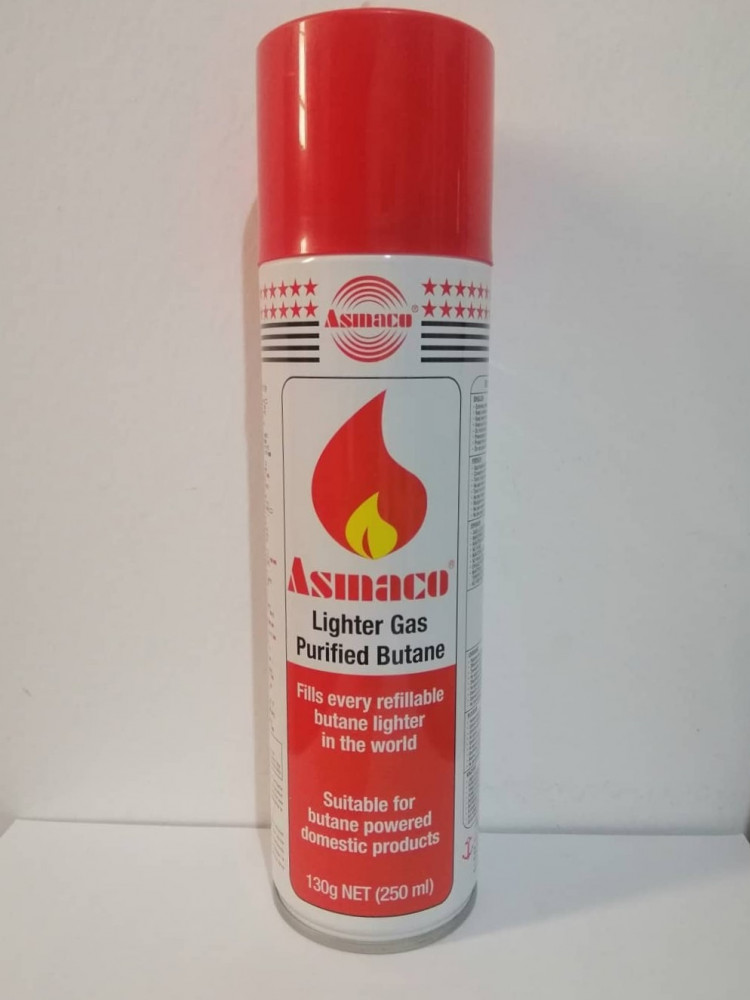 Asmaco®
Asmaco®
Lighter Gas
Purified Butane
Fills every refillable
butane lighter
in the world
Suitable for
butane powered
domestic products
130g NET (250 ml)